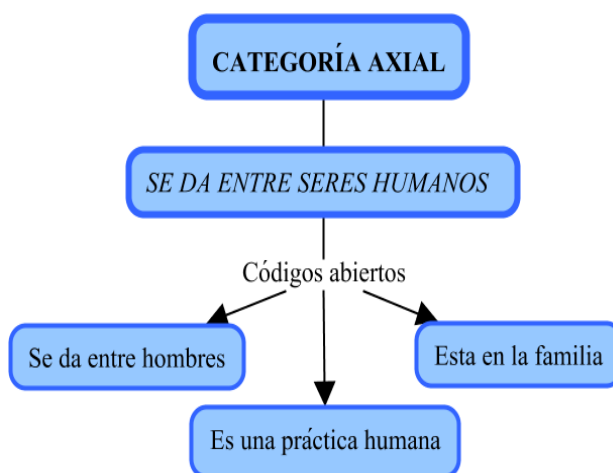 CATEGORÍA AXIAL
SE DA ENTRE SERES HUMANOS
Códigos abiertos
Se da entre hombres
Esta en la familia
Es una práctica humana